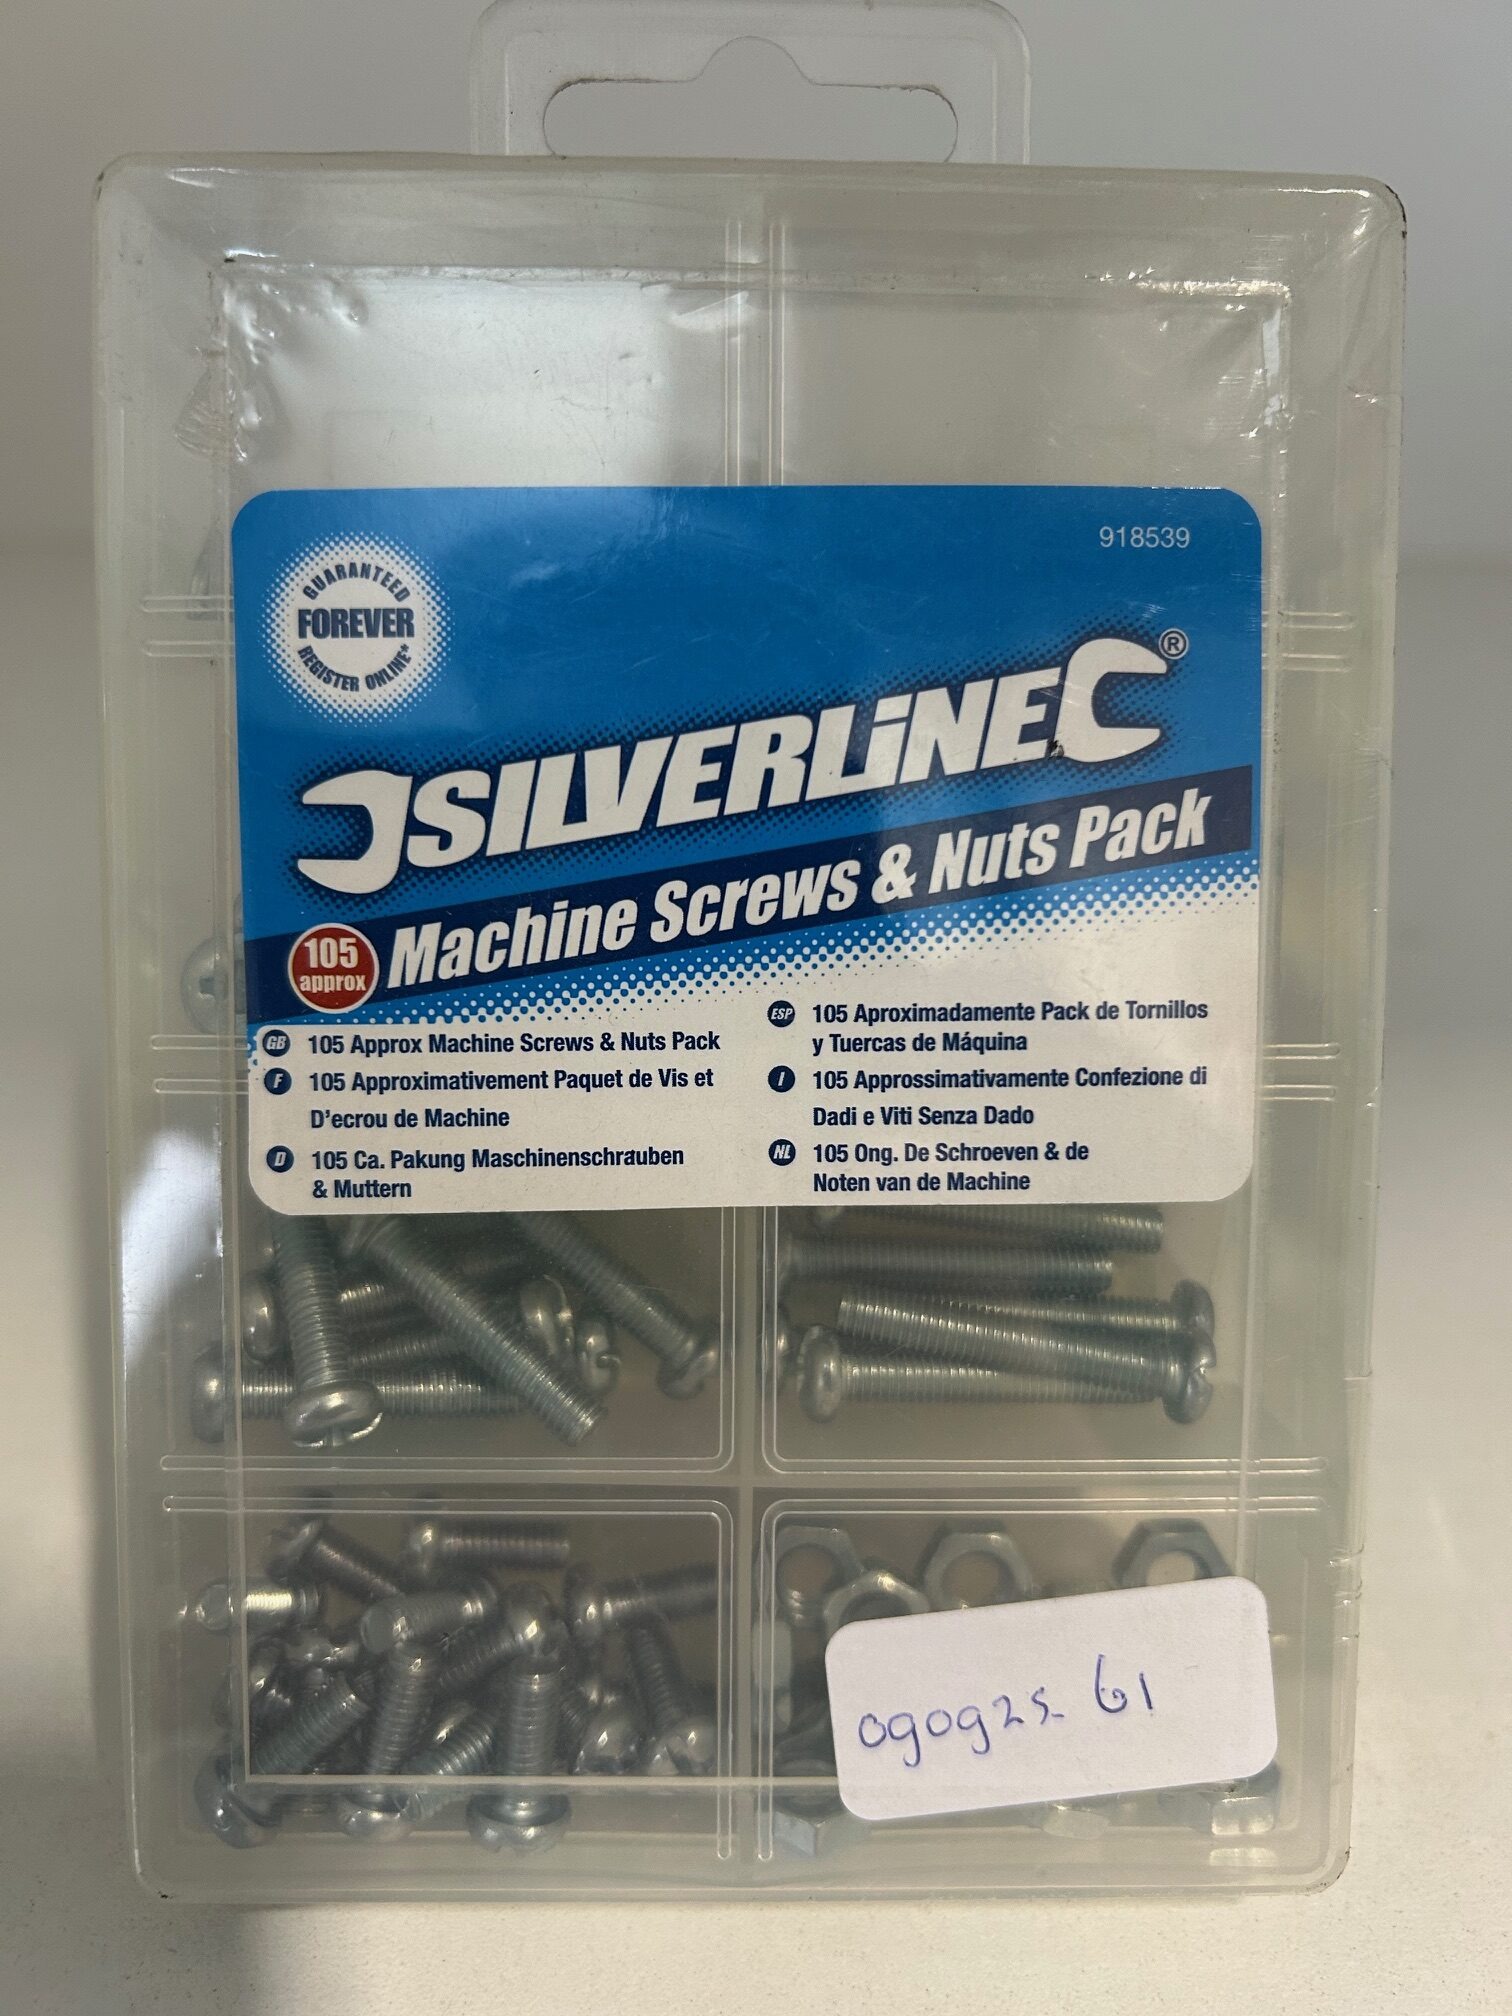 918539
GUARANTEED
FOREVER
REGISTER ONLINE*
SILVERLINE®
Machine Screws & Nuts Pack
105
approx
GB 105 Approx Machine Screws & Nuts Pack
F 105 Approximativement Paquet de Vis et
D'ecrou de Machine
D 105 Ca. Pakung Maschinenschrauben
& Muttern
ESP 105 Aproximadamente Pack de Tornillos
y Tuercas de Máquina
I 105 Approssimativamente Confezione di
Dadi e Viti Senza Dado
NL 105 Ong. De Schroeven & de
Noten van de Machine
090925- 61